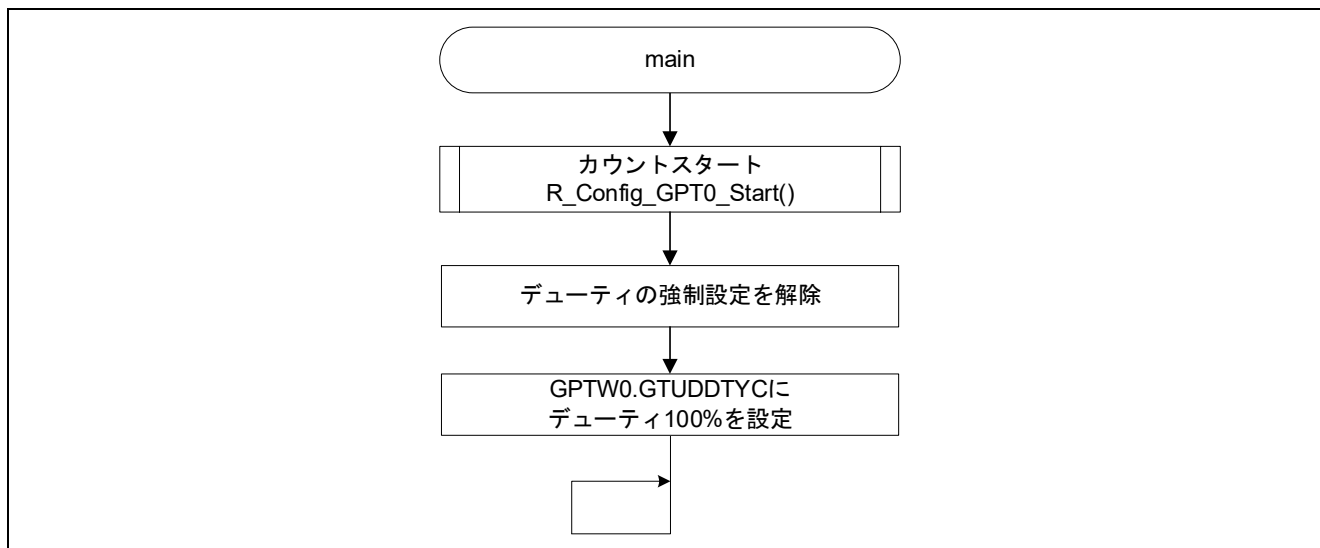 main
カウントスタート
R_Config_GPT0_Start()
デューティの強制設定を解除
GPTW0.GTUDDTYCに
デューティ100%を設定